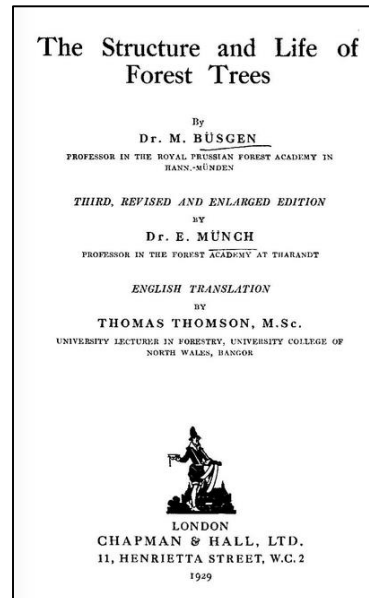 The Structure and Life of
Forest Trees
By
Dr. M. BÜSGEN
PROFESSOR IN THE ROYAL PRUSSIAN FOREST ACADEMY IN
HANN.-MÜNDEN
THIRD, REVISED AND ENLARGED EDITION
BY
Dr. E. MÜNCH
PROFESSOR IN THE FOREST ACADEMY AT THARANDT
ENGLISH TRANSLATION
BY
THOMAS THOMSON, M.Sc.
UNIVERSITY LECTURER IN FORESTRY, UNIVERSITY COLLEGE OF
NORTH WALES, BANGOR
LONDON
CHAPMAN & HALL, LTD.
11, HENRIETTA STREET, W.C. 2
1929